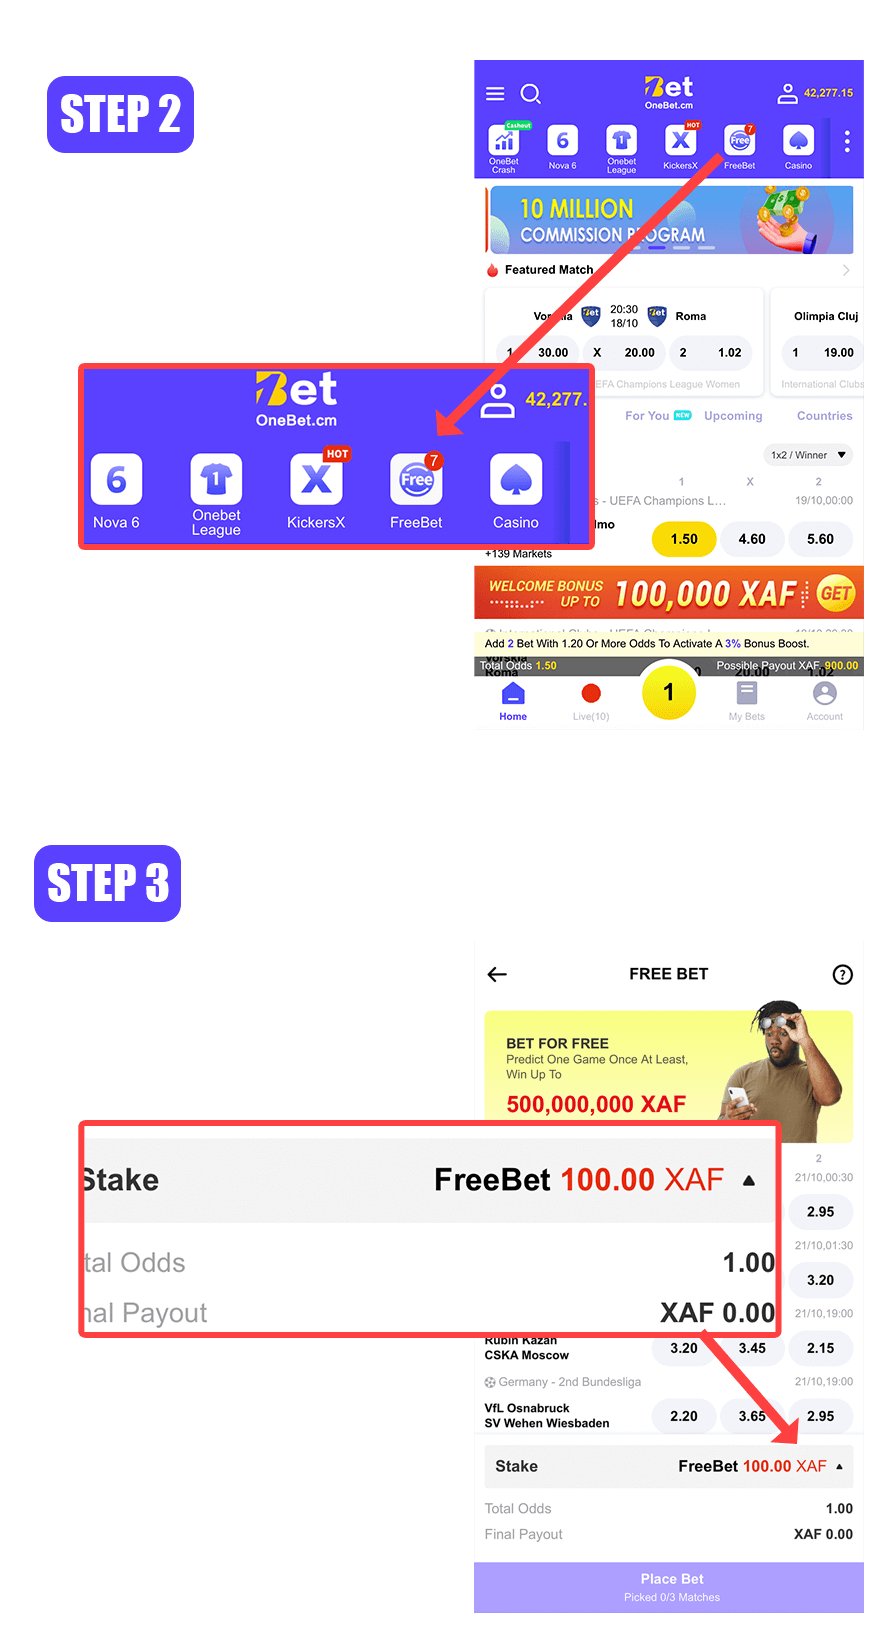 STEP 2
Bet
OneBet.cm
42,277.15
Cashout
HOT
7
6
1
X
Free
OneBet
Crash
Nova 6
Onebet
League
KickersX
FreeBet
Casino
10 MILLION
COMMISSION PROGRAM
Featured Match
Vorskla
Bet
20:30
18/10
Bet
Roma
Olimpia Cluj
1 30.00
X 20.00
2 1.02
1 19.00
EFA Champions League Women
International Clubs
Bet
OneBet.cm
42,277.
6
1
X
HOT
Free
7
Nova 6
Onebet
League
KickersX
FreeBet
Casino
For You NEW
Upcoming
Countries
1x2 / Winner
1 X 2
s - UEFA Champions L...
19/10,00:00
lmo
1.50
4.60
5.60
+139 Markets
WELCOME BONUS
UP TO
100,000 XAF
GET
Add 2 Bet With 1.20 Or More Odds To Activate A 3% Bonus Boost.
Total Odds 1.50
Possible Payout XAF 900.00
Roma
1
Home
Live(10)
My Bets
Account
STEP 3
FREE BET
?
BET FOR FREE
Predict One Game Once At Least,
Win Up To
500,000,000 XAF
Stake
FreeBet 100.00 XAF
tal Odds
1.00
nal Payout
XAF 0.00
2
21/10,00:30
2.95
21/10,01:30
3.20
21/10,19:00
Rubin Kazan
CSKA Moscow
3.20
3.45
2.15
Germany - 2nd Bundesliga
21/10,19:00
VfL Osnabruck
SV Wehen Wiesbaden
2.20
3.65
2.95
Stake
FreeBet 100.00 XAF
Total Odds
1.00
Final Payout
XAF 0.00
Place Bet
Picked 0/3 Matches